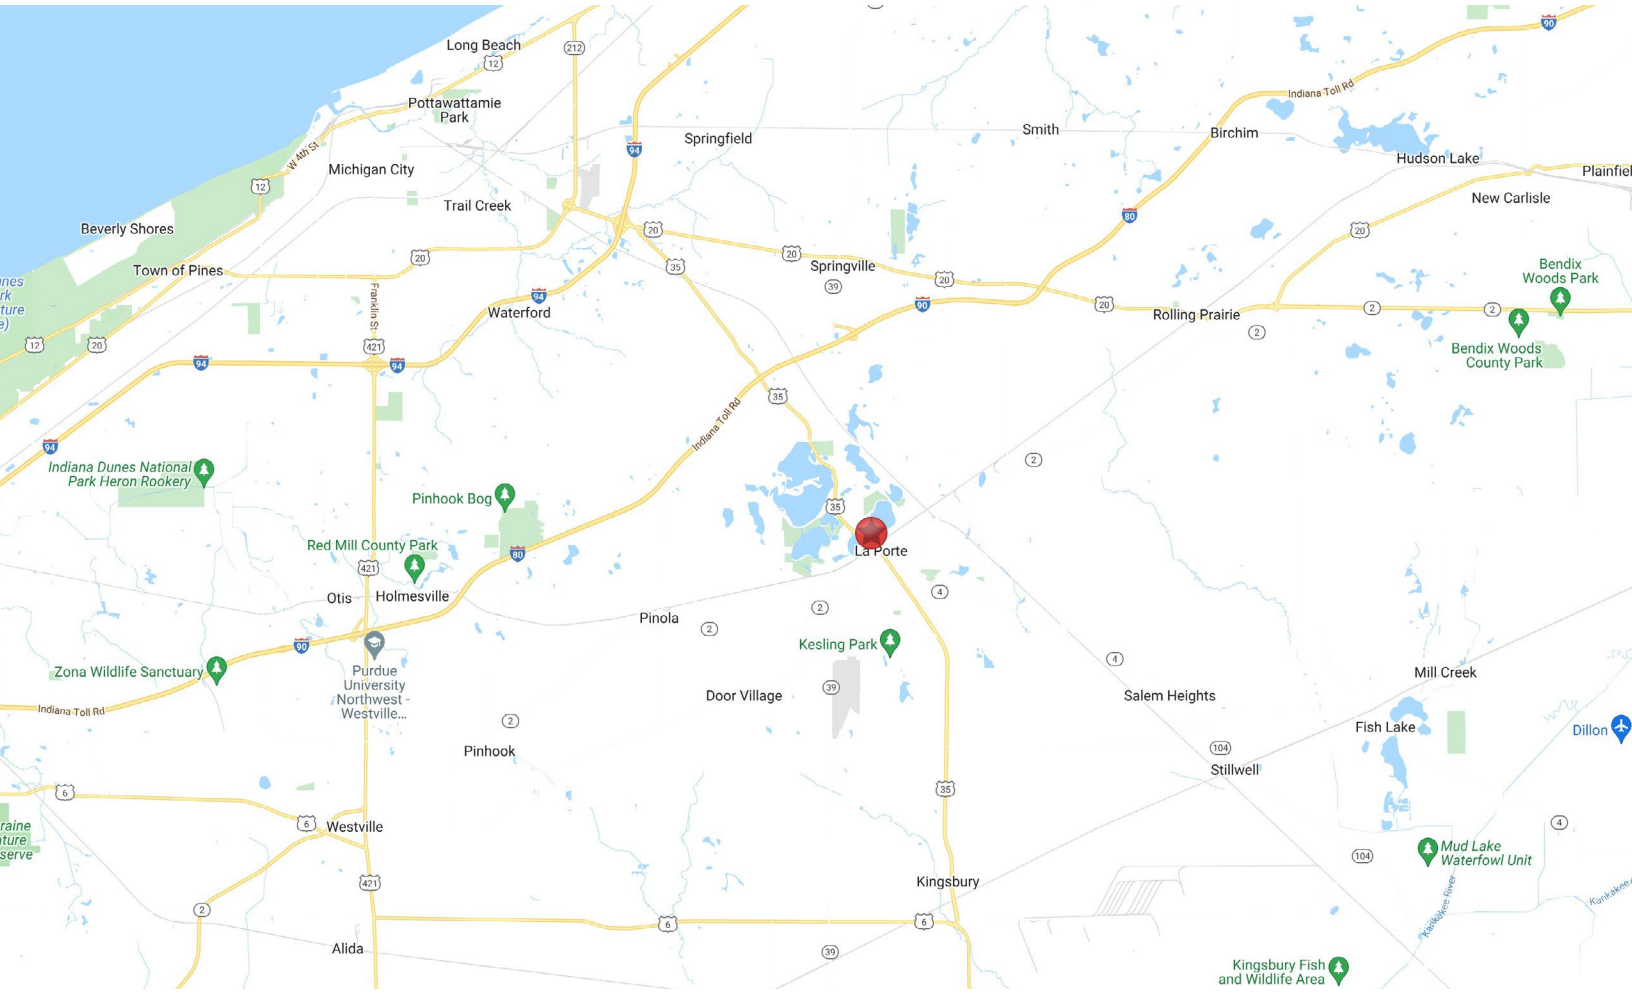 90
Long Beach
212
12
Indiana Toll Rd
Pottawattamie
Park
Smith
Birchim
Springfield
94
W 4th St
Hudson Lake
Michigan City
Plainfiel
12
New Carlisle
Trail Creek
80
Beverly Shores
20
20
20
Town of Pines
20
35
Springville
20
Bendix
Woods Park
39
Franklin St
94
90
20
2
2
Waterford
Rolling Prairie
2
12
20
421
Bendix Woods
County Park
94
94
35
Indiana Toll Rd
94
Indiana Dunes National
Park Heron Rookery
2
Pinhook Bog
35
Red Mill County Park
80
La Porte
421
Otis
Holmesville
4
2
Pinola
2
90
Kesling Park
4
Zona Wildlife Sanctuary
Purdue
University
Northwest -
Westville...
Mill Creek
39
Door Village
Salem Heights
Indiana Toll Rd
2
Fish Lake
Dillon
Pinhook
104
Stillwell
6
35
6
Westville
4
raine
ture
serve
Mud Lake
Waterfowl Unit
104
421
Kingsbury
Kankakee River
Kankakee
2
6
6
Alida
39
Kingsbury Fish
and Wildlife Area